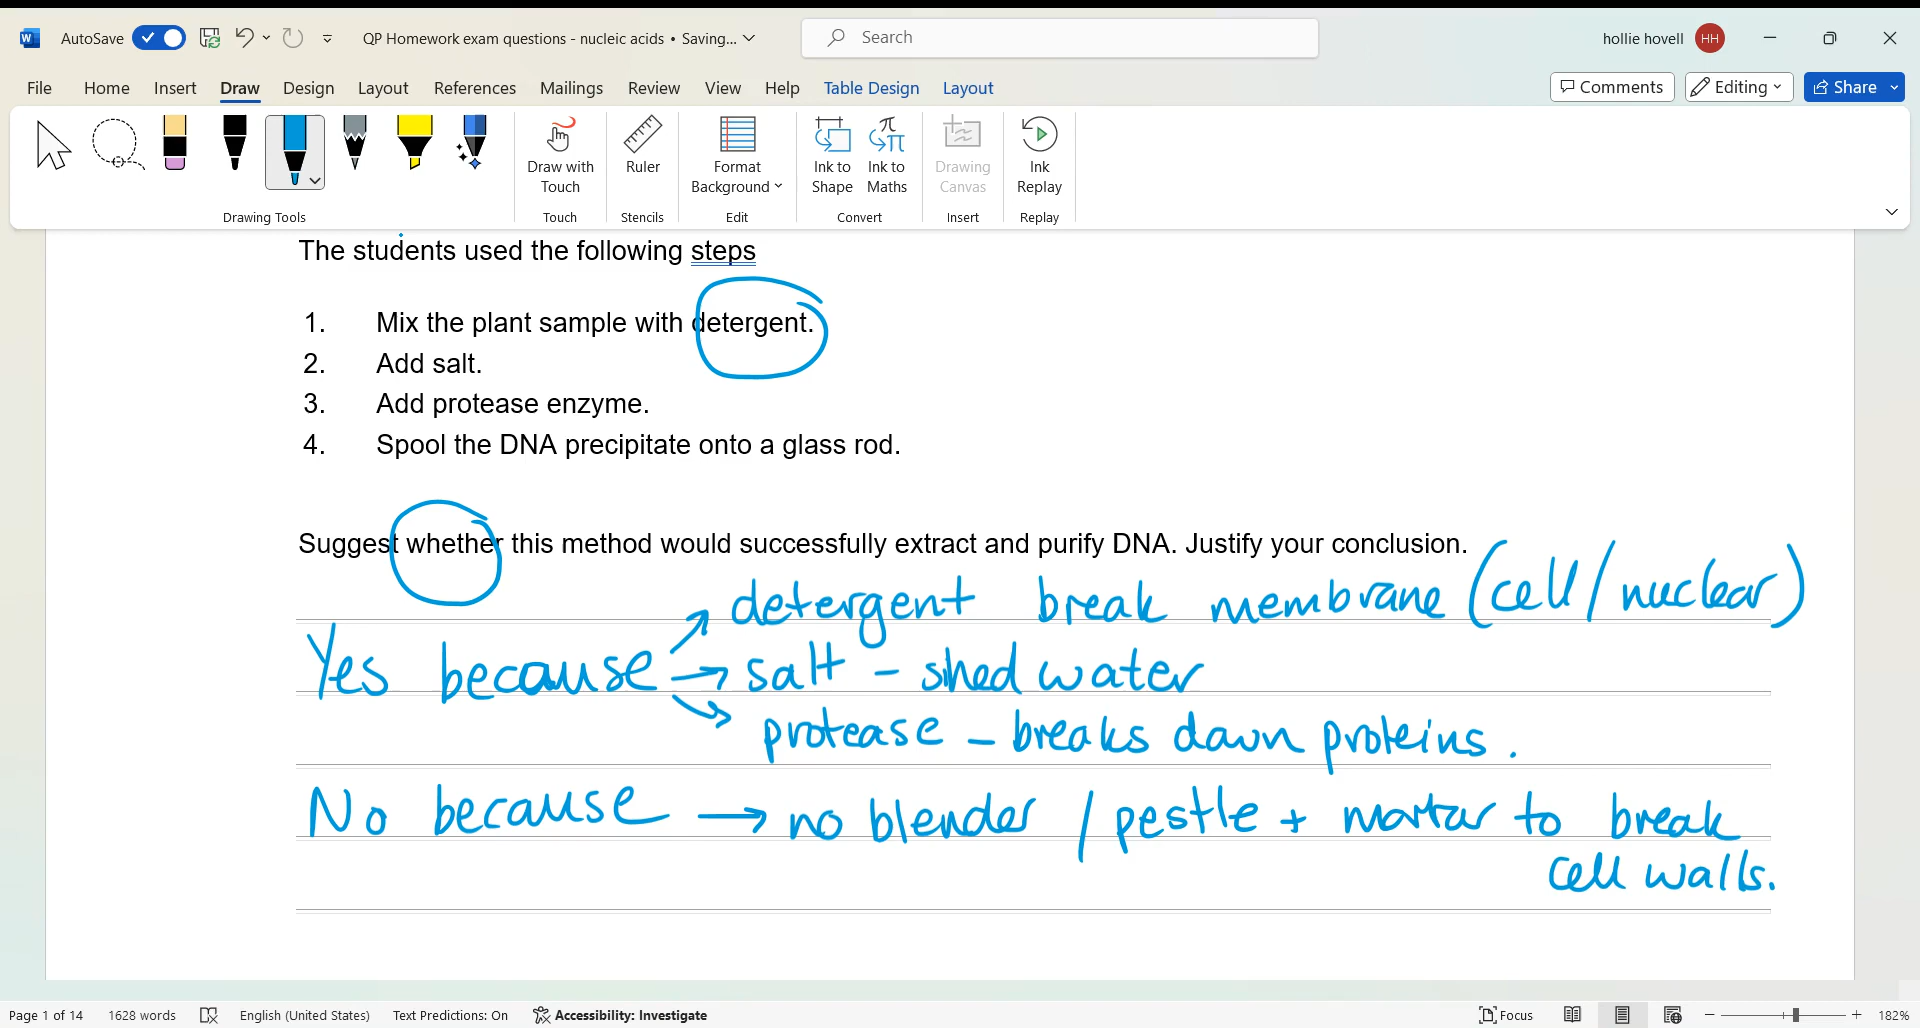 AutoSave QP Homework exam questions - nucleic acids • Saving... Search hollie hovell HH
File Home Insert Draw Design Layout References Mailings Review View Help Table Design Layout Comments Editing Share
Draw with Touch Ruler Format Background Ink to Shape Ink to Maths Drawing Canvas Ink Replay
Drawing Tools Touch Stencils Edit Convert Insert Replay
The students used the following steps
1. Mix the plant sample with detergent.
2. Add salt.
3. Add protease enzyme.
4. Spool the DNA precipitate onto a glass rod.
Suggest whether this method would successfully extract and purify DNA. Justify your conclusion.
detergent break membrane (cell/nuclear)
Yes because → salt - shed water
protease - breaks down proteins.
No because → no blender / pestle + mortar to break
cell walls.
Page 1 of 14 1628 words English (United States) Text Predictions: On Accessibility: Investigate Focus 182%